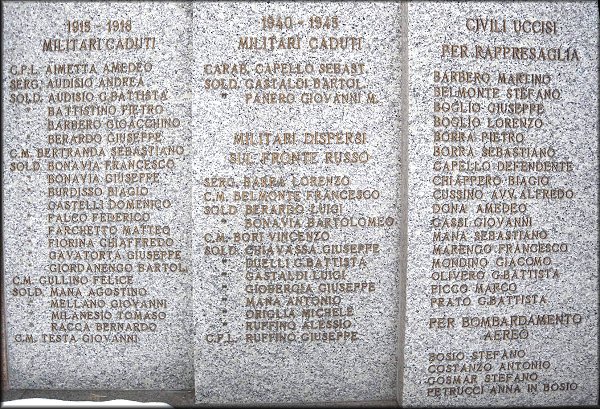 1915 - 1918
MILITARI CADUTI
C.P.L. AIMETTA AMEDEO
SERG. AUDISIO ANDREA
SOLD. AUDISIO G.BATTISTA
" BATTISTINO PIETRO
" BARBERO GIOACCHINO
" BERARDO GIUSEPPE
C.M. BERTRANDA SEBASTIANO
SOLD. BONAVIA FRANCESCO
" BONAVIA GIUSEPPE
" BURDISSO BIAGIO
" CASTELLI DOMENICO
" FALCO FEDERICO
" FARCHETTO MATTEO
" FIORINA CHIAFFREDO
" GAVATORTA GIUSEPPE
" GIORDANENGO BARTOL.
C.M. GULLINO FELICE
SOLD. MANA AGOSTINO
" MELLANO GIOVANNI
" MILANESIO TOMASO
" RACCA BERNARDO
C.M. TESTA GIOVANNI
1940 - 1945
MILITARI CADUTI
CARAB. CAPELLO SEBAST.
SOLD. GASTALDI BARTOL.
" PANERO GIOVANNI M.
MILITARI DISPERSI
SUL FRONTE RUSSO
SERG. BARRA LORENZO
C.M. BELMONTE FRANCESCO
SOLD. BERARDO LUIGI
" BONAVIA BARTOLOMEO
C.M. BORI VINCENZO
SOLD. CHIAVASSA GIUSEPPE
" DUELLI G.BATTISTA
" GASTALDI LUIGI
" GIOBERGIA GIUSEPPE
" MANA ANTONIO
" ORIGLIA MICHELE
" RUFFINO ALESSIO
C.P.L. RUFFINO GIUSEPPE
CIVILI UCCISI
PER RAPPRESAGLIA
BARBERO MARTINO
BELMONTE STEFANO
BOGLIO GIUSEPPE
BOGLIO LORENZO
BORRA PIETRO
BORRA SEBASTIANO
CAPELLO DEFENDENTE
CHIAPPERO BIAGIO
CUSSINO AVV. ALFREDO
DONA AMEDEO
GASSI GIOVANNI
MANA SEBASTIANO
MARENGO FRANCESCO
MONDINO GIACOMO
OLIVERO G.BATTISTA
PICCO MARCO
PRATO G.BATTISTA
PER BOMBARDAMENTO
AEREO
BOSIO STEFANO
COSTANZO ANTONIO
GOSMAR STEFANO
PETRUCCI ANNA IN BOSIO